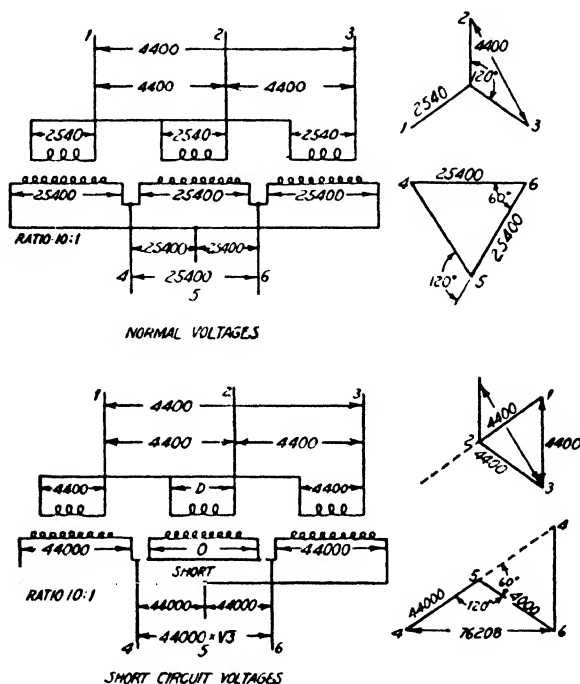 1 2 3
4400
4400 4400
2540 2540 2540
25400 25400 25400
RATIO·10:1
25400 25400
4 25400 6
5
NORMAL VOLTAGES
2
4400
120°
2540
1 3
25400
4 6
60°
25400
120° 5
1 2 3
4400
4400 4400
4400 D 4400
44000 0 44000
SHORT
RATIO 10:1
44000 44000
4 44000×√3 6
5
SHORT CIRCUIT VOLTAGES
1
4400
2
4400
4400
3
4
5
60°
44000 120° 4000
4 76208 6